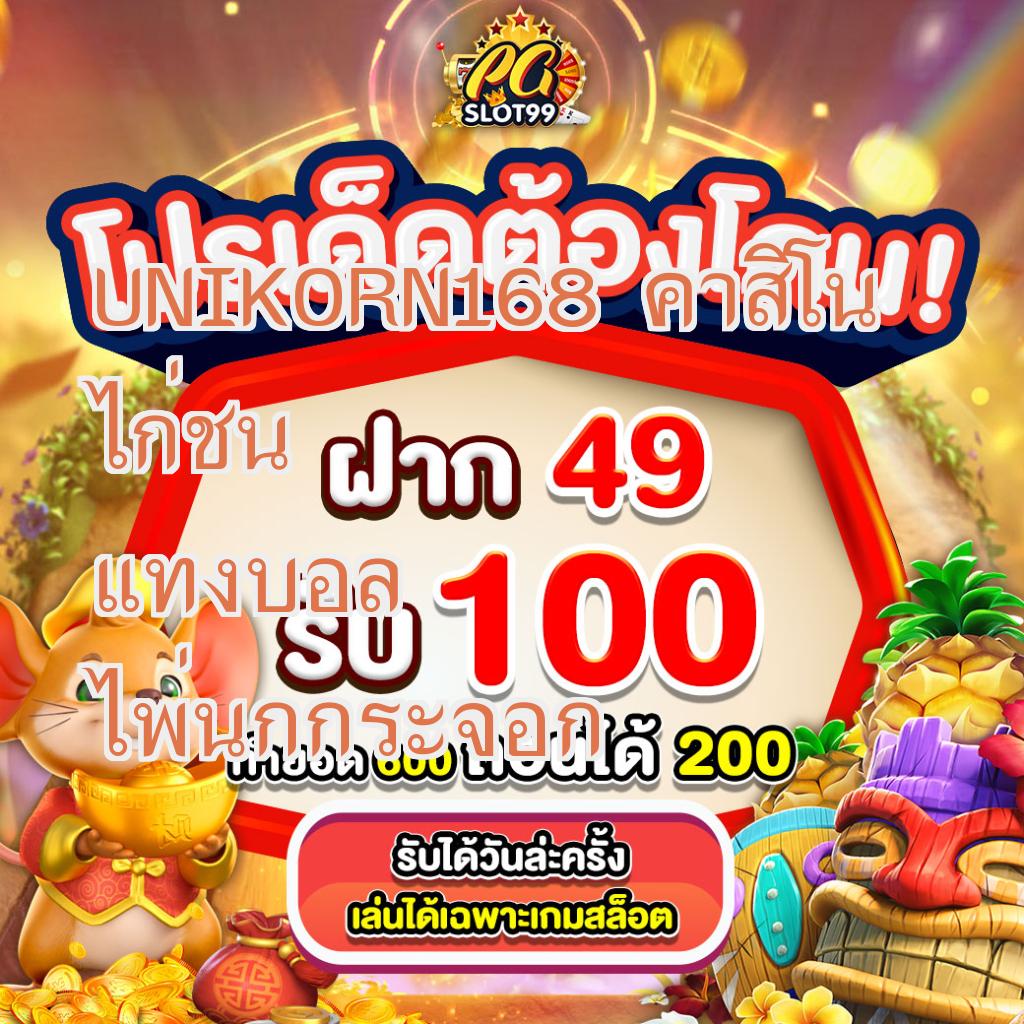 PG
SLOT99
โปรเด็ดต้องโดน!
UNIKORN168 คาสิโน
ไก่ชน
ฝาก 49
แทงบอล
รับ 100
ไพ่นกกระจอก
ถอนได้ 200
รับได้วันล่ะครั้ง
เล่นได้เฉพาะเกมสล็อต